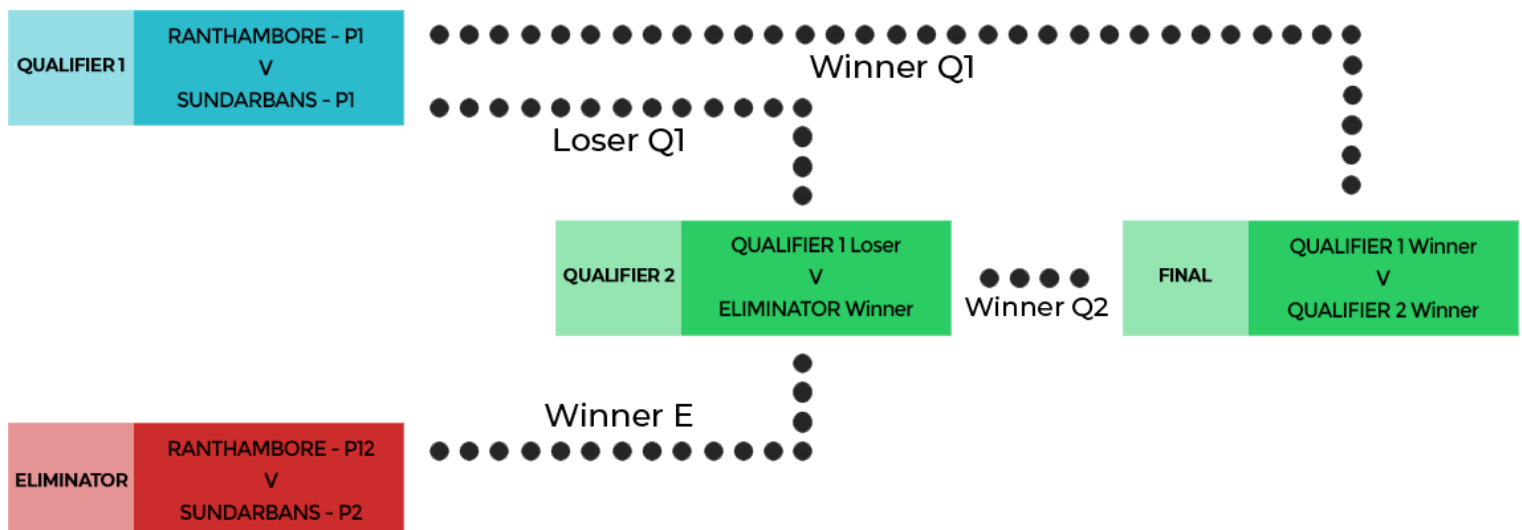 QUALIFIER 1
RANTHAMBORE - P1
V
SUNDARBANS - P1
Winner Q1
Loser Q1
QUALIFIER 2
QUALIFIER 1 Loser
V
ELIMINATOR Winner
Winner Q2
FINAL
QUALIFIER 1 Winner
V
QUALIFIER 2 Winner
Winner E
ELIMINATOR
RANTHAMBORE - P12
V
SUNDARBANS - P2